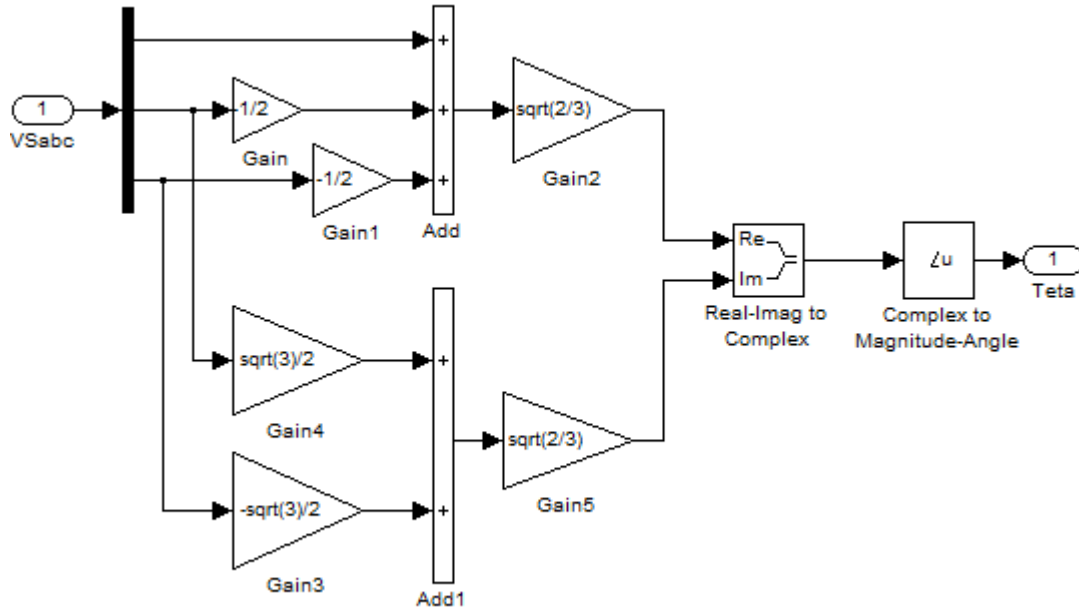 1
VSabc
-1/2
Gain
-1/2
Gain1
+
+
+
Add
sqrt(2/3)
Gain2
sqrt(3)/2
Gain4
-sqrt(3)/2
Gain3
+
+
Add1
sqrt(2/3)
Gain5
Re
Im
Real-Imag to
Complex
∠u
Complex to
Magnitude-Angle
1
Teta